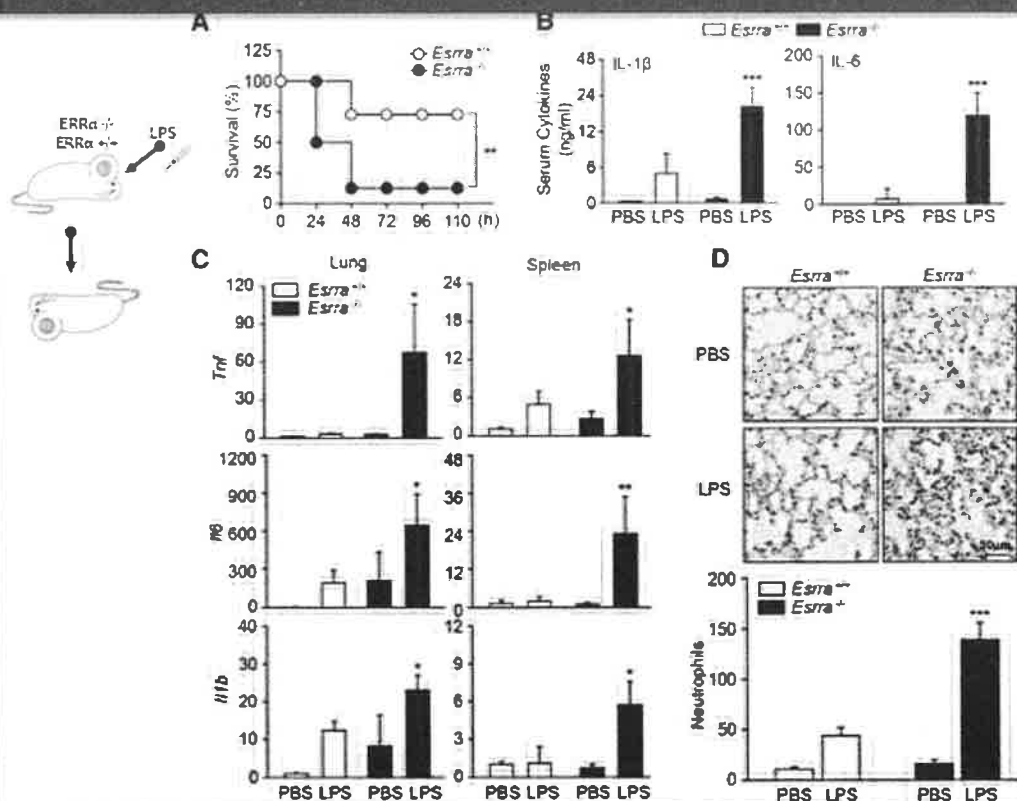 ERRα -/-
ERRα +/+
LPS
A
Survival (%)
125
100
75
50
25
0
0 24 48 72 96 110 (h)
Esrra+/+
Esrra-/-
**
B
Esrra+/+
Esrra-/-
Serum Cytokines
(ng/ml)
IL-1β
48
24
12
6
0
***
PBS LPS PBS LPS
IL-6
200
150
100
50
0
*
***
PBS LPS PBS LPS
C
Lung
Spleen
Esrra+/+
Esrra-/-
Tnf
120
90
60
30
0
*
24
18
12
6
0
*
Il6
1200
900
600
300
0
*
48
36
24
12
0
**
Il1b
40
30
20
10
0
*
12
9
6
3
0
*
PBS LPS PBS LPS
PBS LPS PBS LPS
D
Esrra+/+
Esrra-/-
PBS
LPS
Neutrophils
200
150
100
50
0
Esrra+/+
Esrra-/-
***
PBS LPS PBS LPS